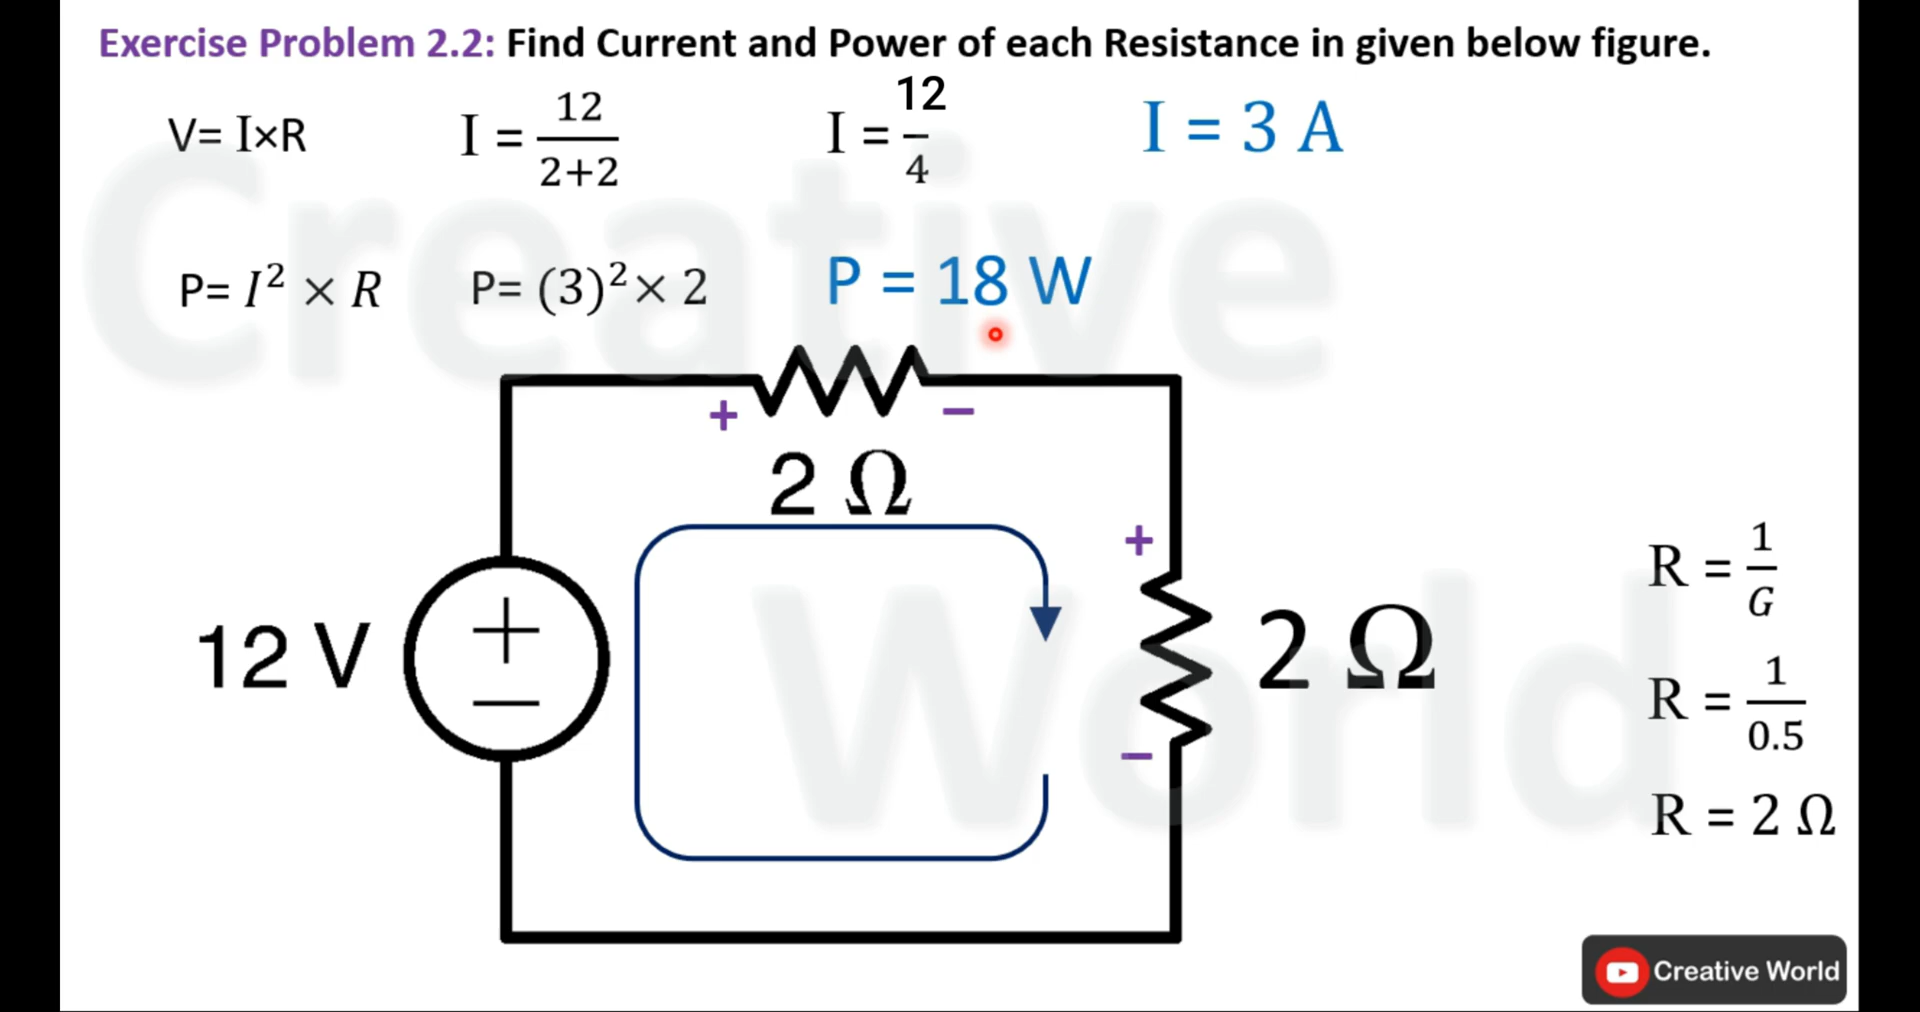 Exercise Problem 2.2: Find Current and Power of each Resistance in given below figure.
V= I×R
I = 12/2+2
I = 12/4
I = 3 A
P= I² × R
P= (3)²× 2
P = 18 W
+ −
2 Ω
12 V
+
−
+
−
2 Ω
R = 1/G
R = 1/0.5
R = 2 Ω
Creative World
Creative World